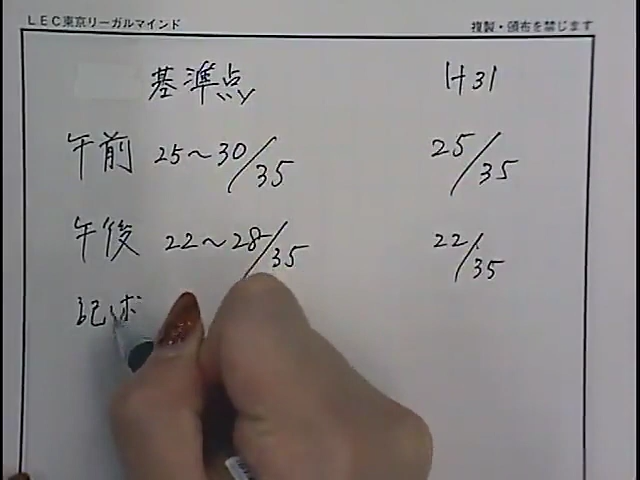 LEC東京リーガルマインド 複製・頒布を禁じます
基準点 H31
午前 25～30/35 25/35
午後 22～28/35 22/35
記述